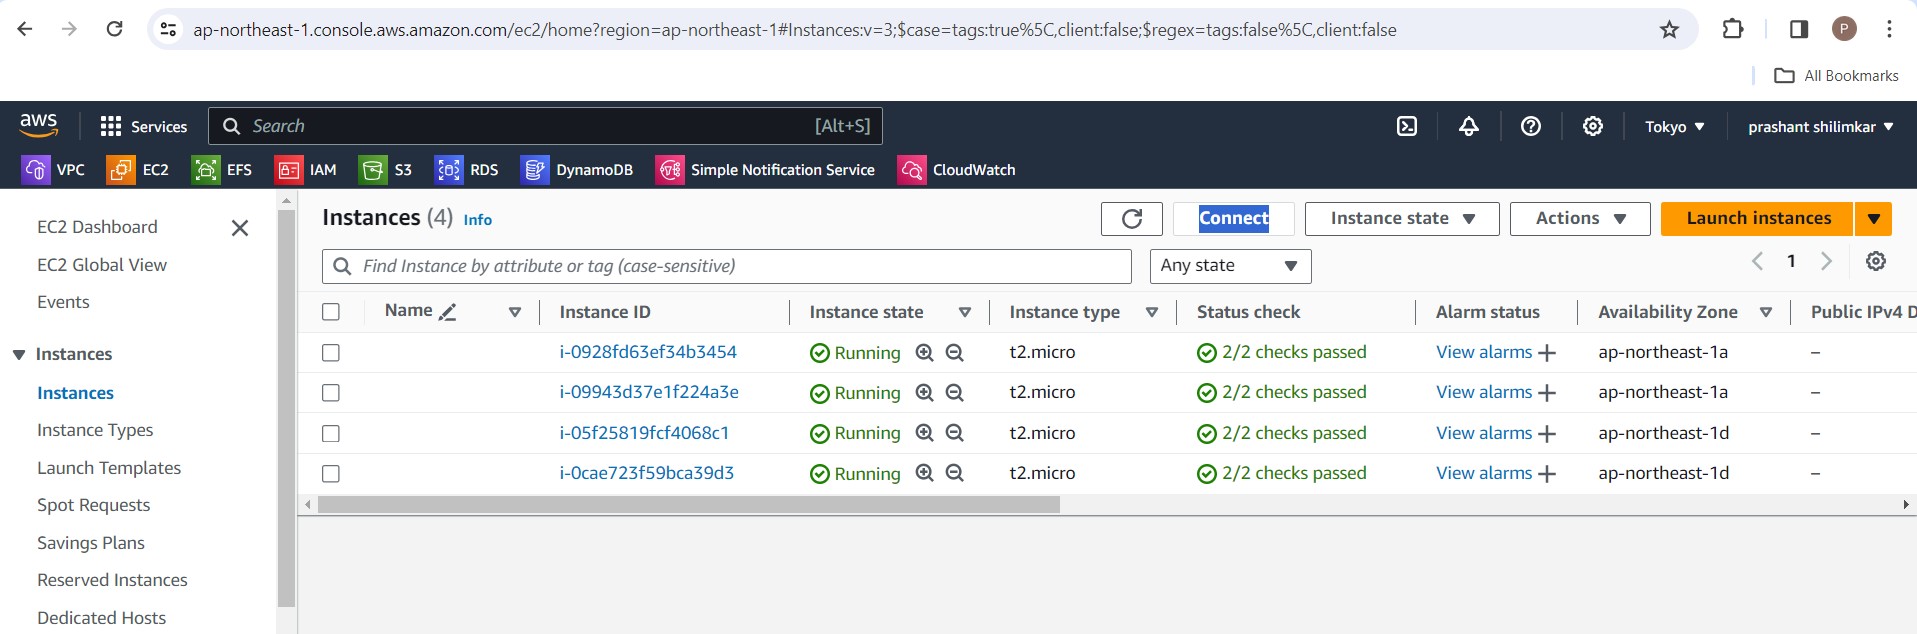 ap-northeast-1.console.aws.amazon.com/ec2/home?region=ap-northeast-1#Instances:v=3;$case=tags:true%5C,client:false;$regex=tags:false%5C,client:false
P
All Bookmarks
aws
Services
Search
[Alt+S]
Tokyo
prashant shilimkar
VPC
EC2
EFS
IAM
S3
RDS
DynamoDB
Simple Notification Service
CloudWatch
EC2 Dashboard
EC2 Global View
Events
Instances
Instances
Instance Types
Launch Templates
Spot Requests
Savings Plans
Reserved Instances
Dedicated Hosts
Instances (4) Info
Connect
Instance state
Actions
Launch instances
Find Instance by attribute or tag (case-sensitive)
Any state
1
Name Instance ID Instance state Instance type Status check Alarm status Availability Zone Public IPv4 D
i-0928fd63ef34b3454 Running t2.micro 2/2 checks passed View alarms ap-northeast-1a –
i-09943d37e1f224a3e Running t2.micro 2/2 checks passed View alarms ap-northeast-1a –
i-05f25819fcf4068c1 Running t2.micro 2/2 checks passed View alarms ap-northeast-1d –
i-0cae723f59bca39d3 Running t2.micro 2/2 checks passed View alarms ap-northeast-1d –